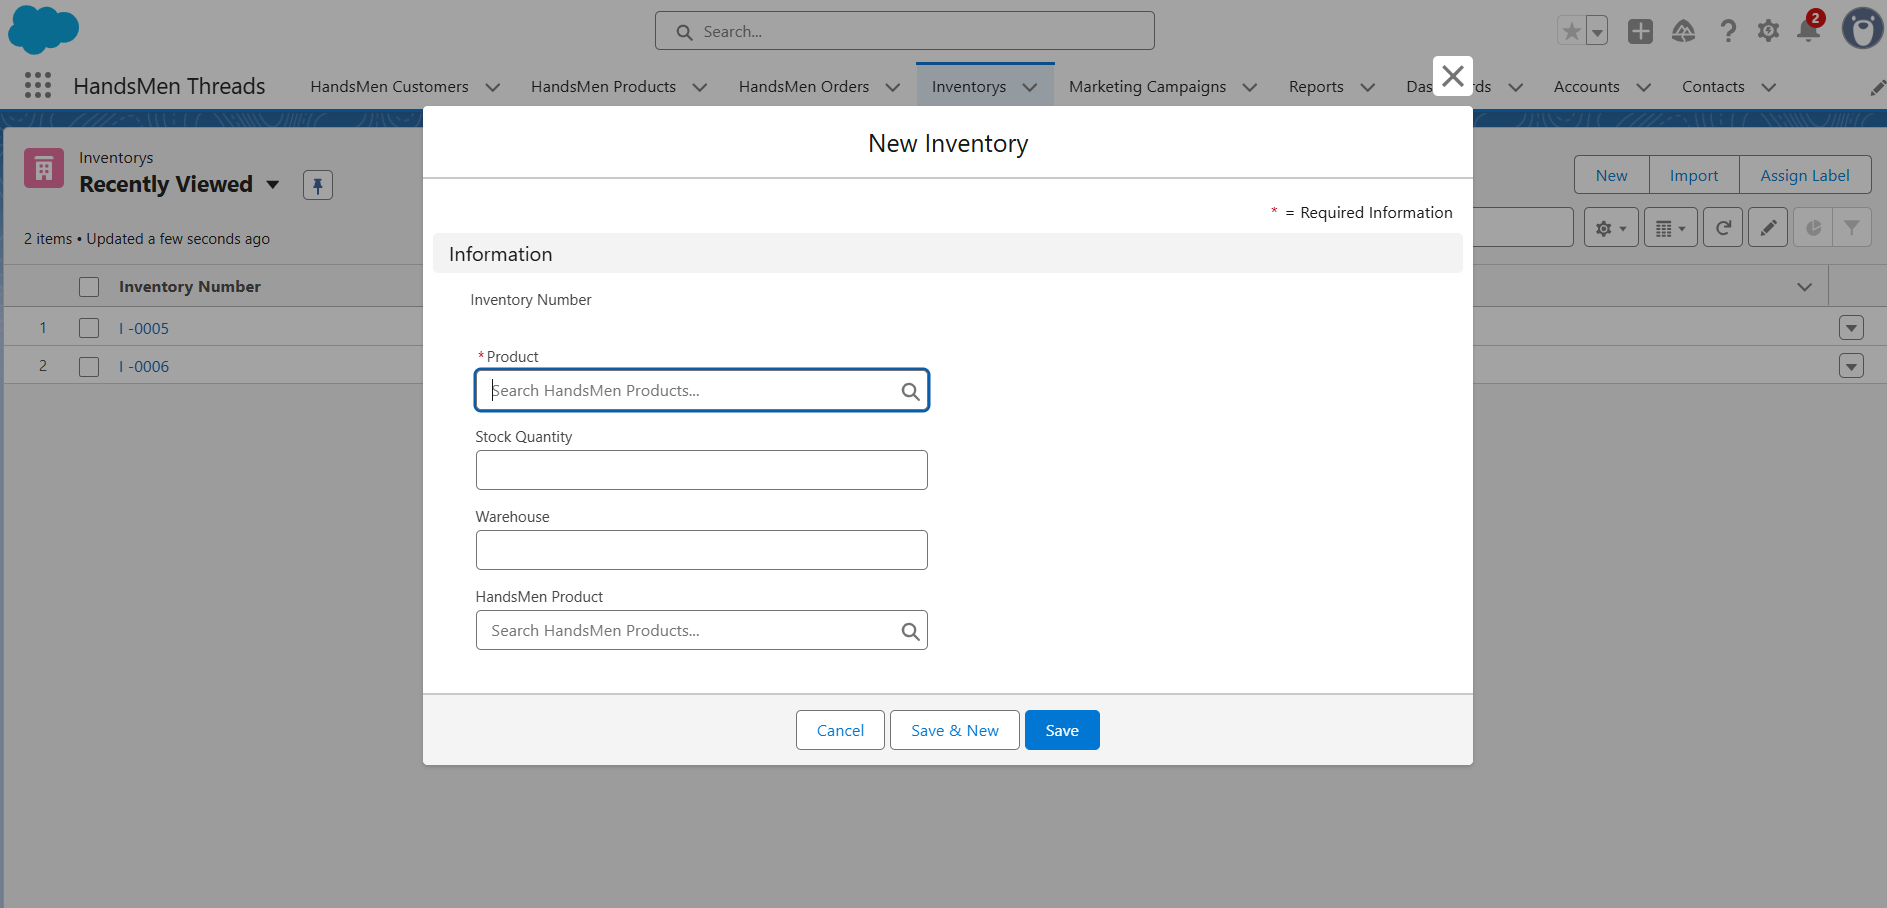 Search...
2
HandsMen Threads
HandsMen Customers
HandsMen Products
HandsMen Orders
Inventorys
Marketing Campaigns
Reports
Das
ds
Accounts
Contacts
Inventorys
Recently Viewed
New
Import
Assign Label
2 items • Updated a few seconds ago
Inventory Number
1 I -0005
2 I -0006
New Inventory
* = Required Information
Information
Inventory Number
*Product
Search HandsMen Products...
Stock Quantity
Warehouse
HandsMen Product
Search HandsMen Products...
Cancel
Save & New
Save